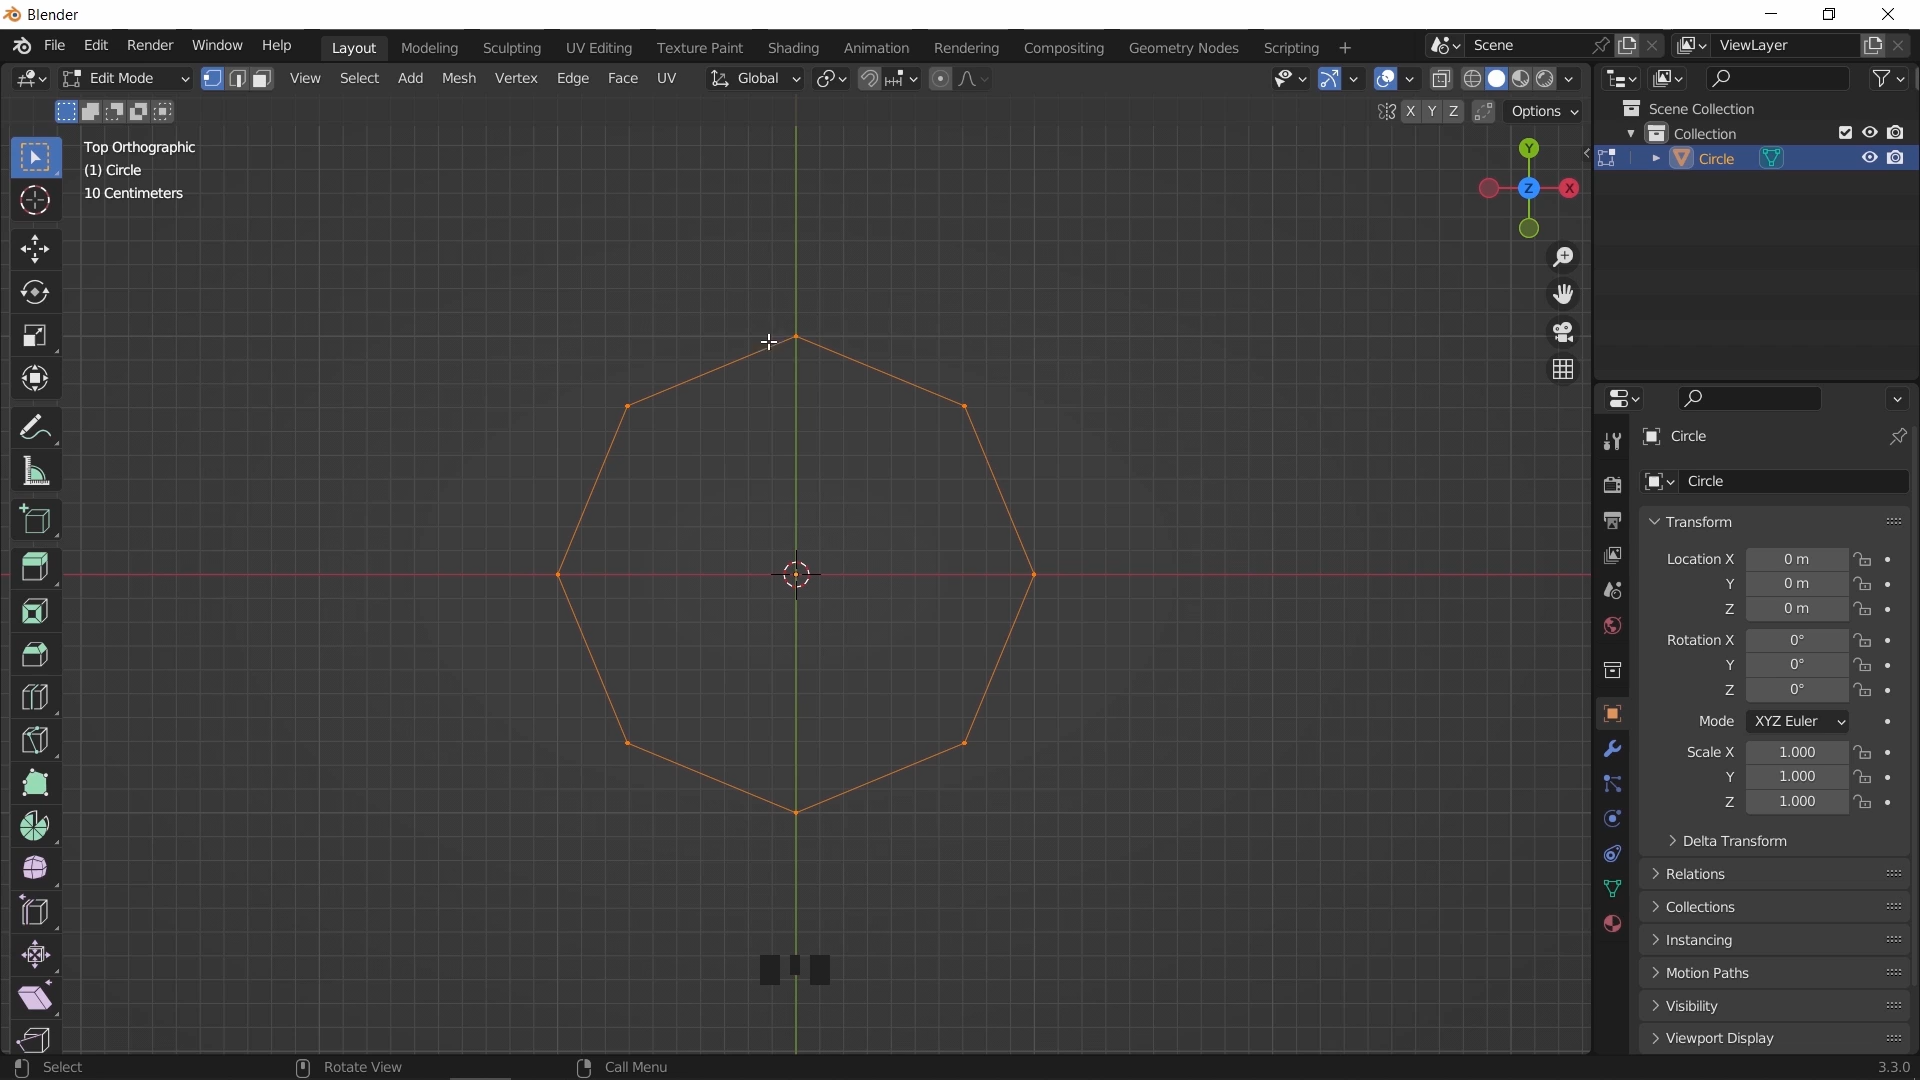 Blender
File Edit Render Window Help Layout Modeling Sculpting UV Editing Texture Paint Shading Animation Rendering Compositing Geometry Nodes Scripting + Scene ViewLayer
Edit Mode View Select Add Mesh Vertex Edge Face UV Global
X Y Z Options
Top Orthographic
(1) Circle
10 Centimeters
Y
Z X
Scene Collection
Collection
Circle
Circle
Circle
Transform
Location X 0 m
Y 0 m
Z 0 m
Rotation X 0°
Y 0°
Z 0°
Mode XYZ Euler
Scale X 1.000
Y 1.000
Z 1.000
Delta Transform
Relations
Collections
Instancing
Motion Paths
Visibility
Viewport Display
Select Rotate View Call Menu 3.3.0